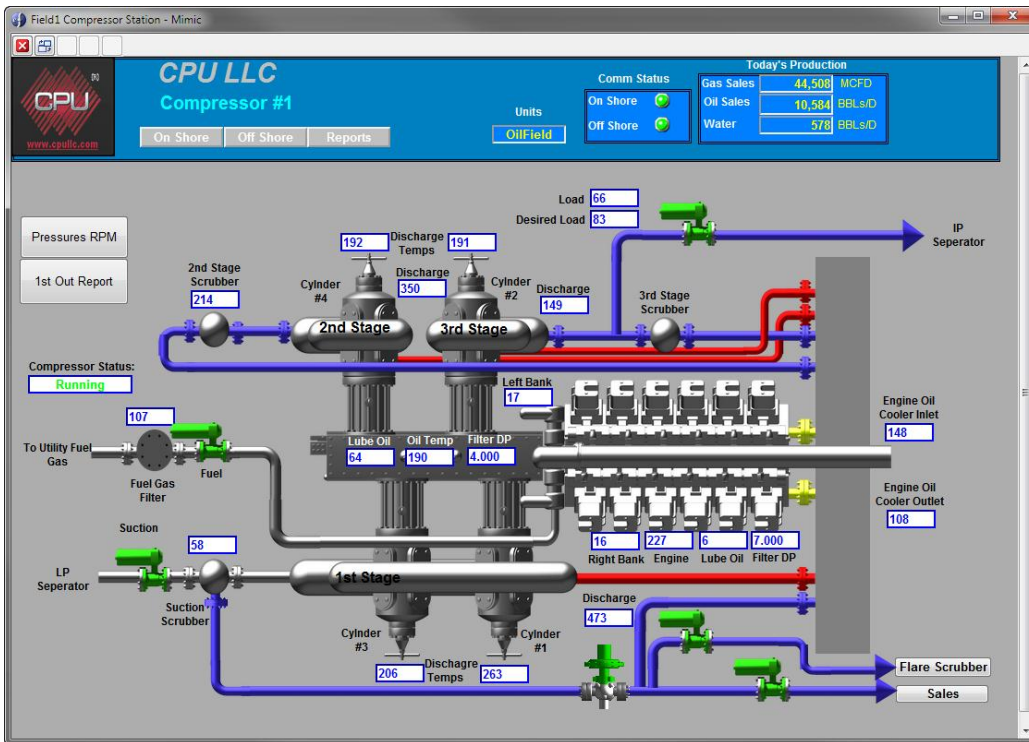 Field1 Compressor Station - Mimic
CPU
(R)
www.cpullc.com
CPU LLC
Compressor #1
On Shore
Off Shore
Reports
Units
OilField
Comm Status
On Shore
Off Shore
Today's Production
Gas Sales 44,508 MCFD
Oil Sales 10,584 BBLs/D
Water 578 BBLs/D
Pressures RPM
1st Out Report
Load 66
Desired Load 83
IP
Seperator
192
Discharge
Temps
191
2nd Stage
Scrubber
214
Cylnder
#4
Discharge
350
Cylnder
#2
Discharge
149
3rd Stage
Scrubber
2nd Stage
3rd Stage
Compressor Status:
Running
Left Bank
17
107
To Utility Fuel
Gas
Fuel Gas
Filter
Fuel
Lube Oil
64
Oil Temp
190
Filter DP
4.000
Engine Oil
Cooler Inlet
148
Engine Oil
Cooler Outlet
108
16
Right Bank
227
Engine
6
Lube Oil
7.000
Filter DP
Suction
58
LP
Seperator
Suction
Scrubber
1st Stage
Discharge
473
Cylnder
#3
206
Dischagre
Temps
263
Cylnder
#1
Flare Scrubber
Sales